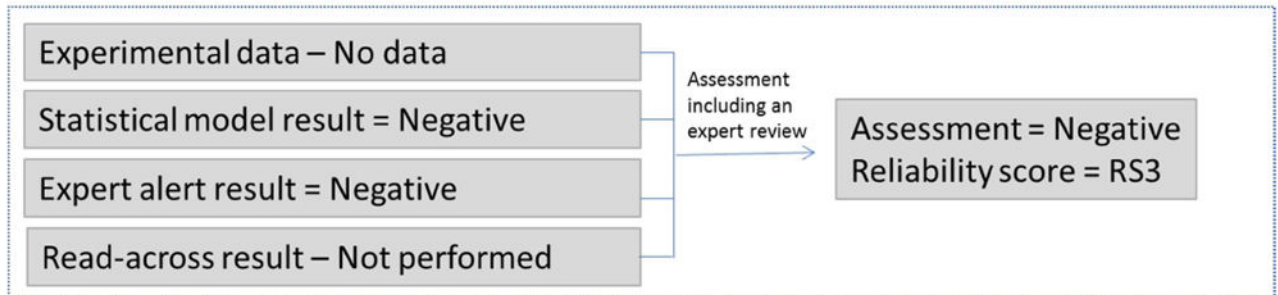 Experimental data – No data
Statistical model result = Negative
Expert alert result = Negative
Read-across result – Not performed
Assessment
including an
expert review
Assessment = Negative
Reliability score = RS3